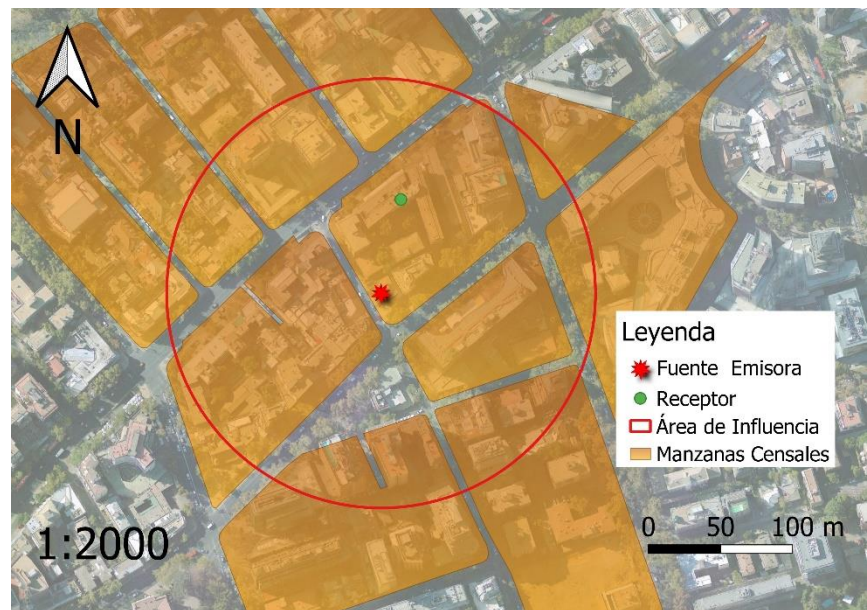 N
Leyenda
Fuente Emisora
Receptor
Área de Influencia
Manzanas Censales
1:2000
0 50 100 m